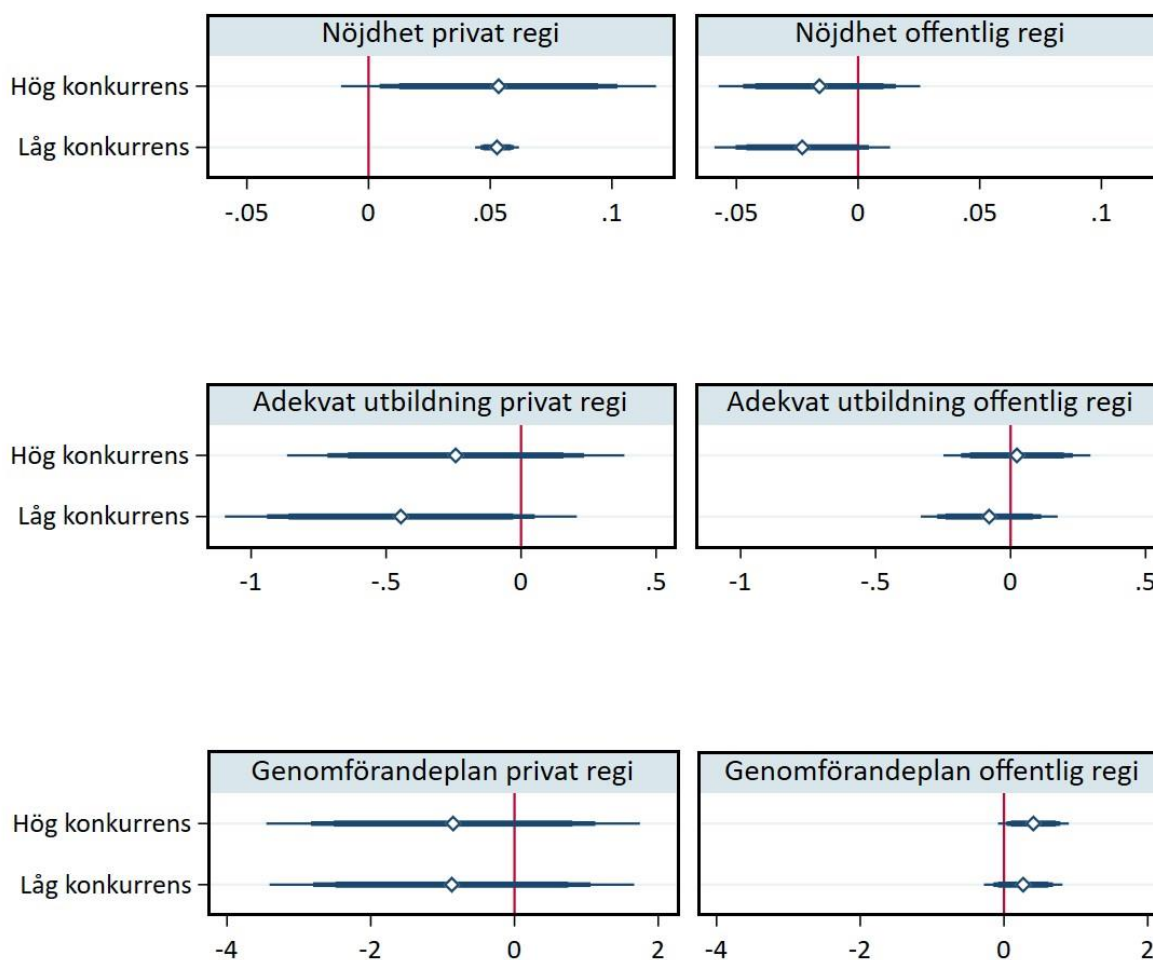 Nöjdhet privat regi
Nöjdhet offentlig regi
Hög konkurrens
Låg konkurrens
-.05 0 .05 .1
-.05 0 .05 .1
Adekvat utbildning privat regi
Adekvat utbildning offentlig regi
Hög konkurrens
Låg konkurrens
-1 -.5 0 .5
-1 -.5 0 .5
Genomförandeplan privat regi
Genomförandeplan offentlig regi
Hög konkurrens
Låg konkurrens
-4 -2 0 2
-4 -2 0 2